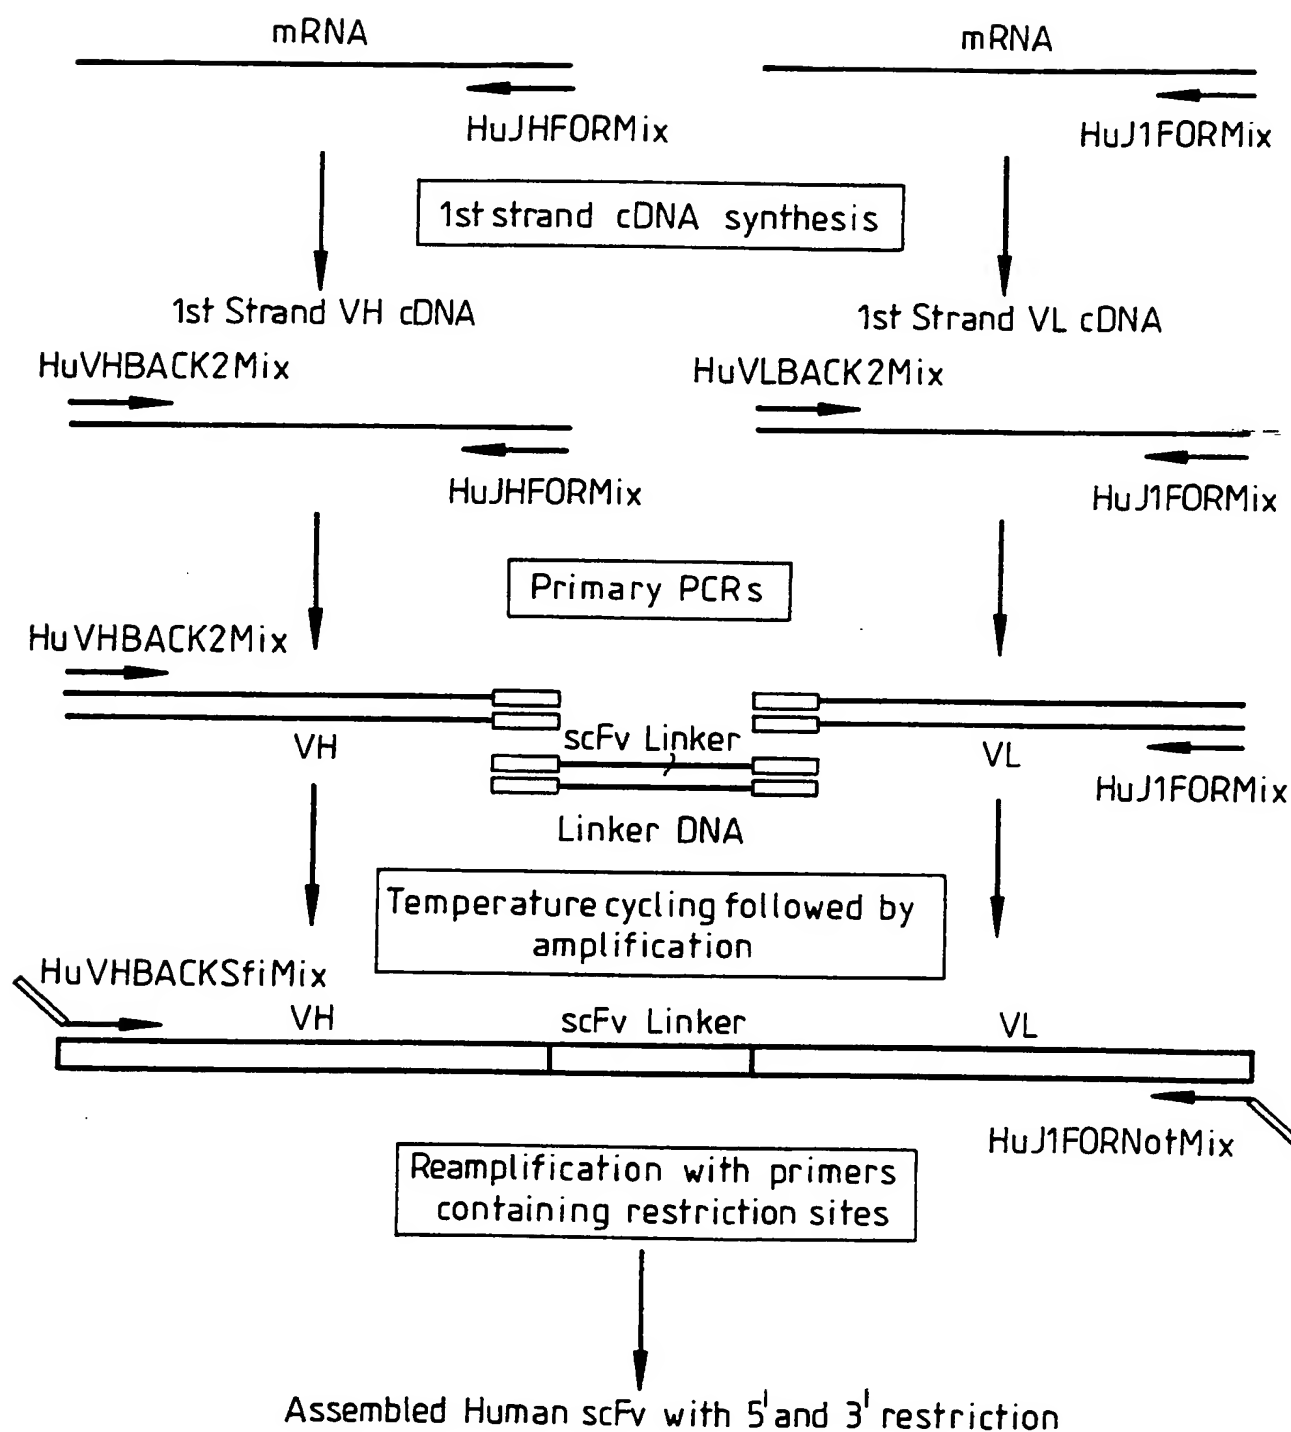 mRNA
mRNA
HuJHFORMix
HuJ1FORMix
1st strand cDNA synthesis
1st Strand VH cDNA
1st Strand VL cDNA
HuVHBACK2Mix
HuVLBACK2Mix
HuJHFORMix
HuJ1FORMix
Primary PCRs
HuVHBACK2Mix
VH
scFv Linker
VL
HuJ1FORMix
Linker DNA
Temperature cycling followed by
amplification
HuVHBACKSfiMix
VH
scFv Linker
VL
HuJ1FORNotMix
Reamplification with primers
containing restriction sites
Assembled Human scFv with 5' and 3' restriction